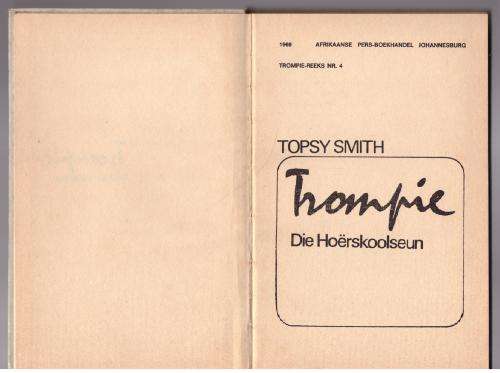 1969 AFRIKAANSE PERS-BOEKHANDEL JOHANNESBURG
TROMPIE-REEKS NR. 4
TOPSY SMITH
Trompie
Die Hoërskoolseun